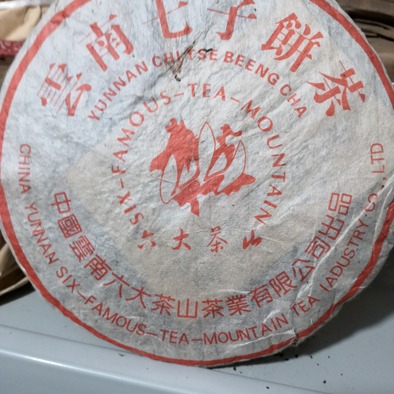 雲南七子餅茶
YUNNAN CHI TSE BEENG CHA
SIX-FAMOUS-TEA-MOUNTAIN
六大茶山
中國雲南六大茶山茶業有限公司出品
CHINA YUNNAN SIX-FAMOUS-TEA-MOUNTAIN TEA (ADUSTRY CO., LTD